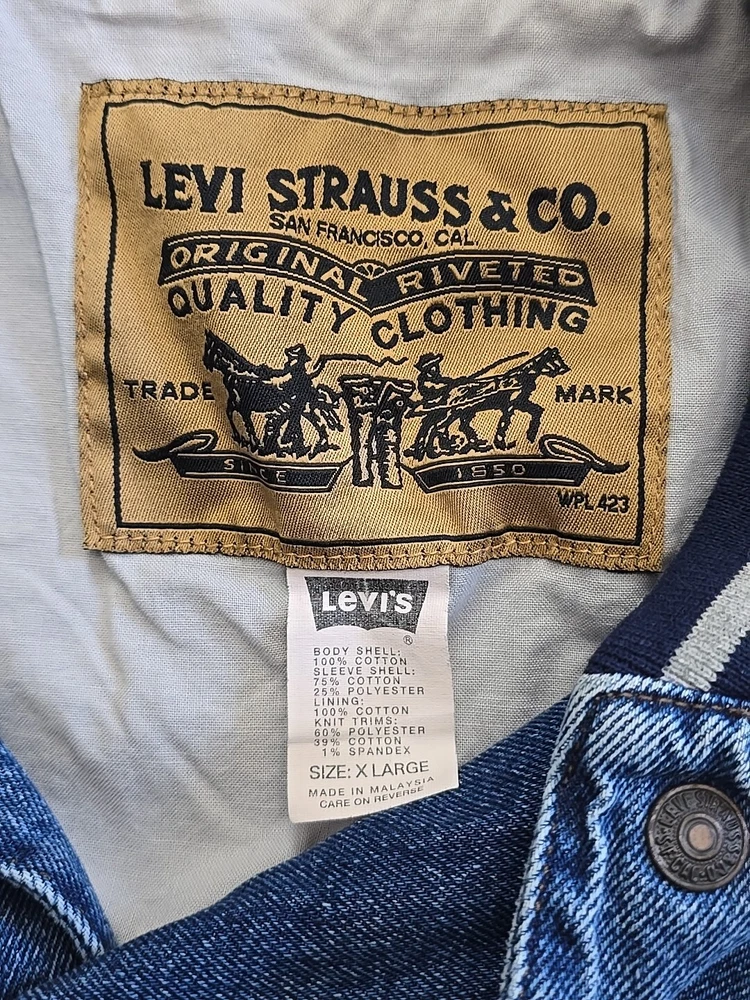 LEVI STRAUSS & CO.
SAN FRANCISCO, CAL.
ORIGINAL RIVETED
QUALITY CLOTHING
TRADE MARK
SINCE 1850
WPL 423
LEVI'S
®
BODY SHELL:
100% COTTON
SLEEVE SHELL:
75% COTTON
25% POLYESTER
LINING:
100% COTTON
KNIT TRIMS:
60% POLYESTER
39% COTTON
1% SPANDEX
SIZE: X LARGE
MADE IN MALAYSIA
CARE ON REVERSE
LEVI STRAUSS